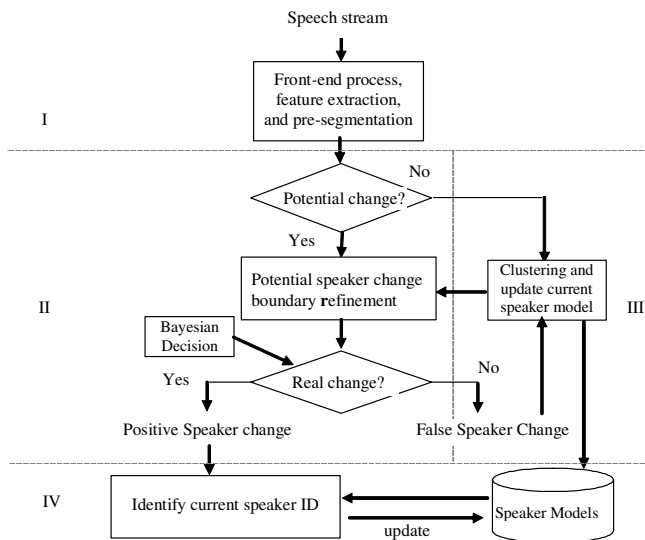 Speech stream
Front-end process,
feature extraction,
and pre-segmentation
I
No
Potential change?
Yes
Potential speaker change
boundary refinement
Clustering and
update current
speaker model
II
III
Bayesian
Decision
Yes
Real change?
No
Positive Speaker change
False Speaker Change
IV
Identify current speaker ID
update
Speaker Models